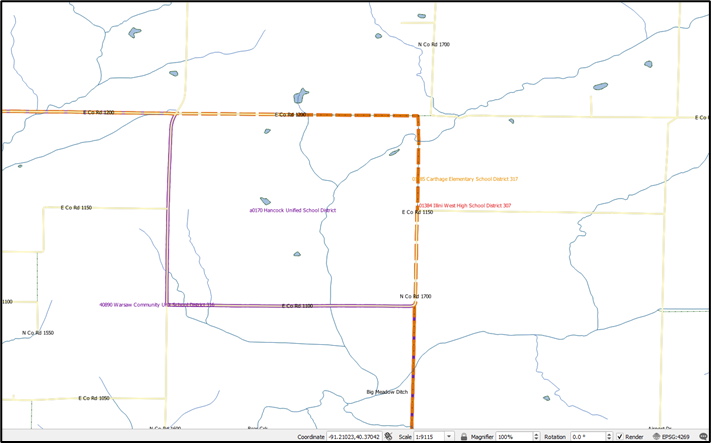 N Co Rd 1700
E Co Rd 1200
E Co Rd 1200
E Co R
Carthage Elementary School District 317
01384 Illini West High School District 307
E Co Rd 1150
a0170 Hancock Unified School District
E Co Rd 1150
N Co Rd 1700
1100
40890 Warsaw Community Unit School District 316
E Co Rd 1100
N Co Rd 1550
Big Meadow Ditch
E Co Rd 1050
N Co Rd 1600
Coordinate -91.21023,40.37042 Scale 1:9115 Magnifier 100% Rotation 0.0 ° Render EPSG:4269